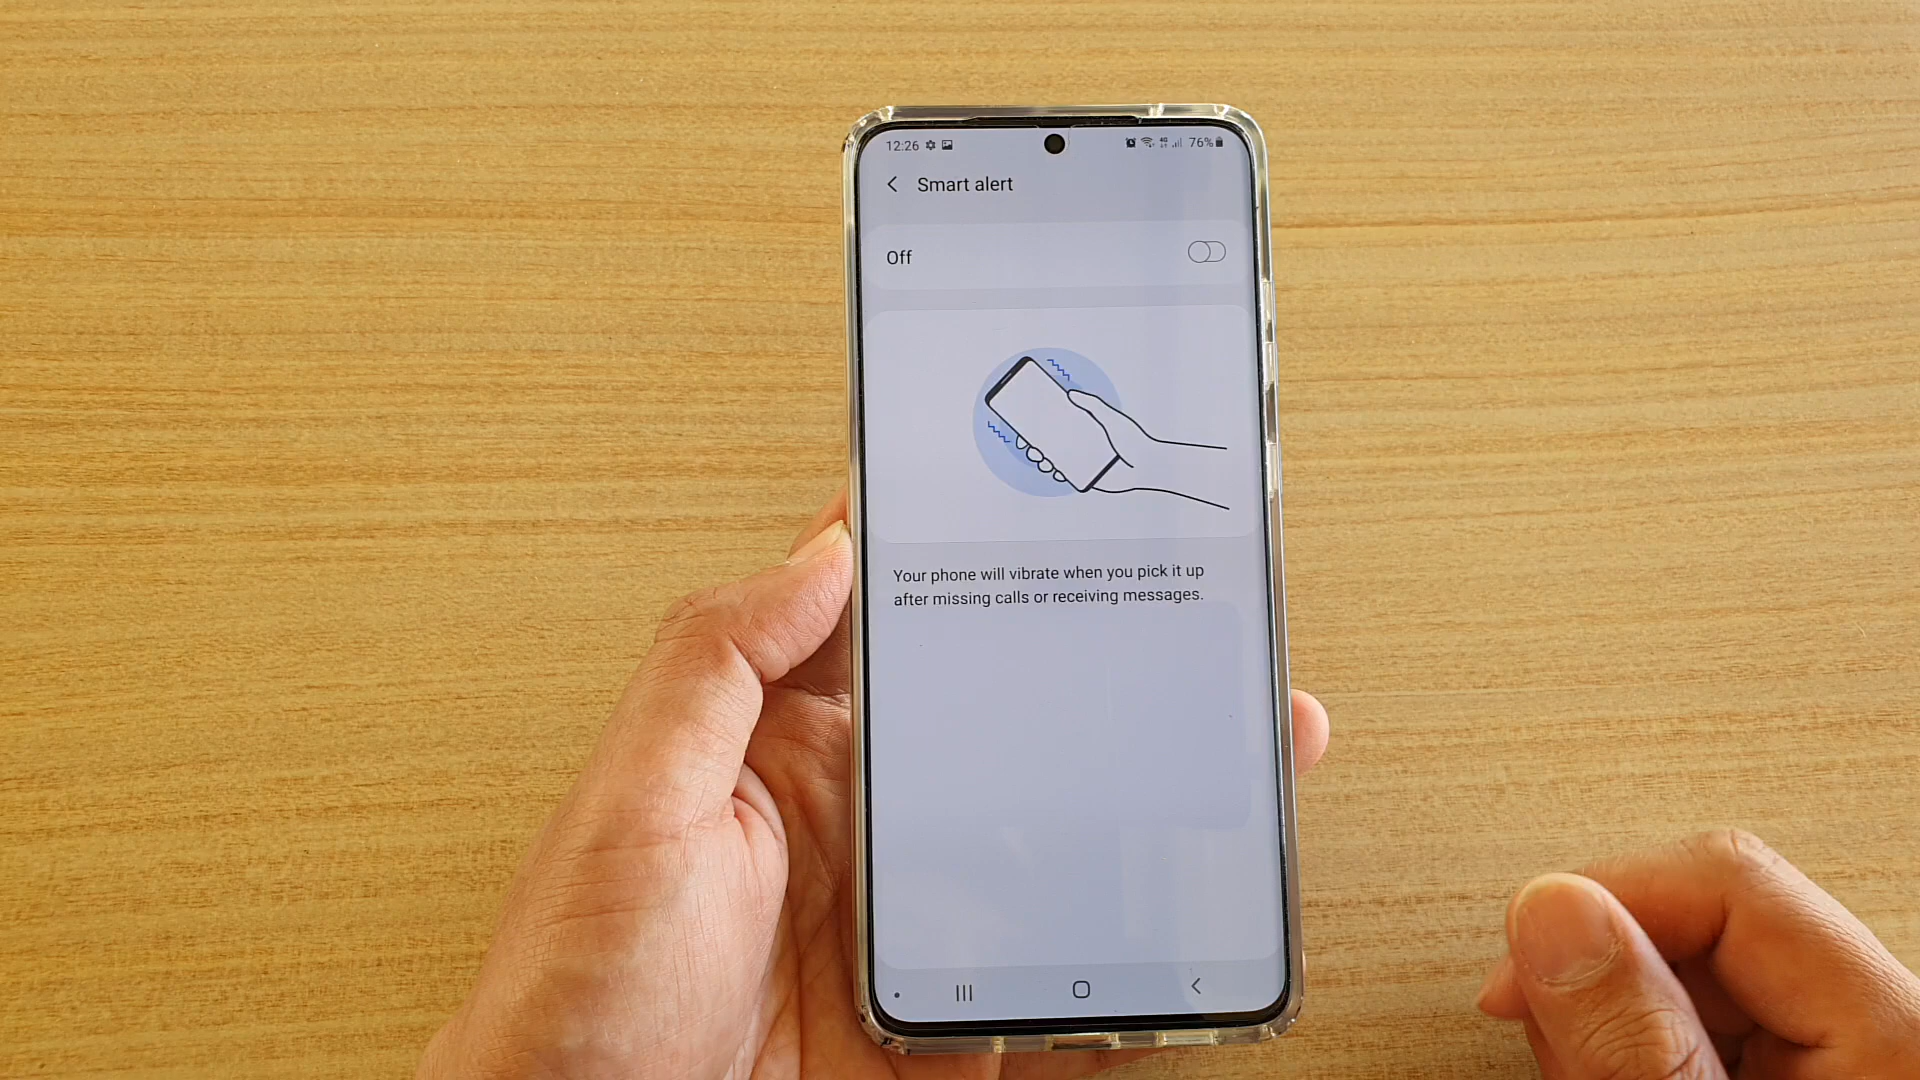 12:26 76%
Smart alert
Off
Your phone will vibrate when you pick it up
after missing calls or receiving messages.